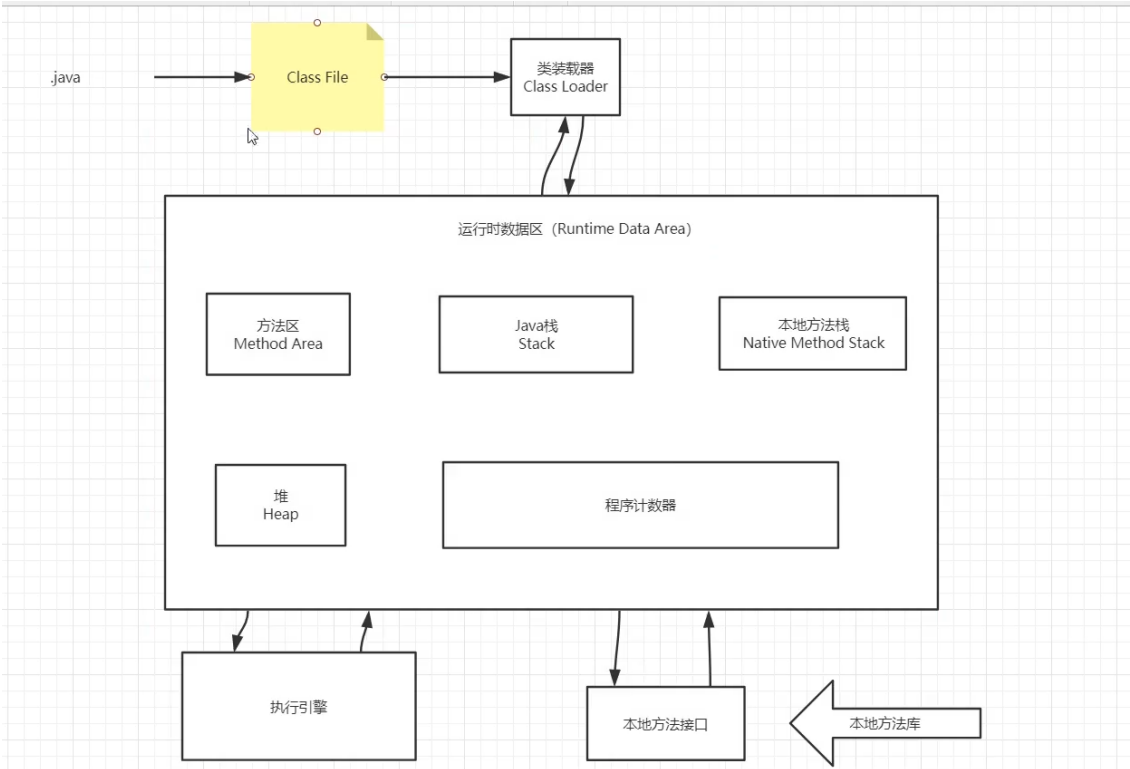 .java
Class File
类装载器
Class Loader
运行时数据区（Runtime Data Area）
方法区
Method Area
Java栈
Stack
本地方法栈
Native Method Stack
堆
Heap
程序计数器
执行引擎
本地方法接口
本地方法库